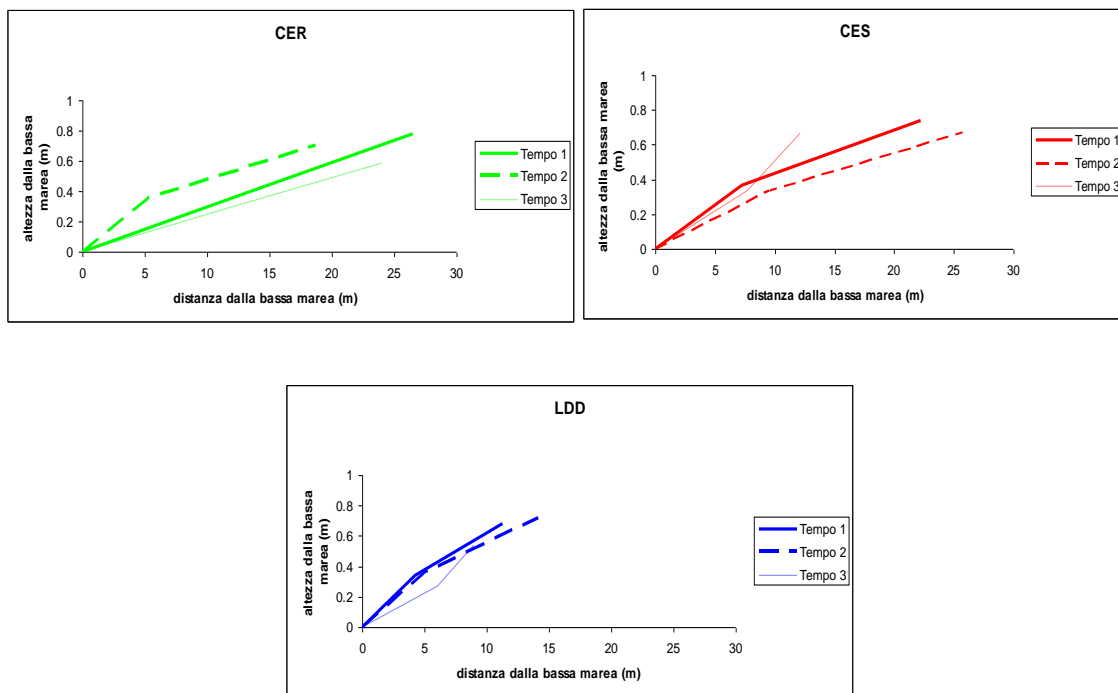 CER
altezza dalla bassa
marea (m)
1
0.8
0.6
0.4
0.2
0
0 5 10 15 20 25 30
distanza dalla bassa marea (m)
Tempo 1
Tempo 2
Tempo 3
CES
altezza dalla bassa marea
(m)
1
0.8
0.6
0.4
0.2
0
0 5 10 15 20 25 30
distanza dalla bassa marea (m)
Tempo 1
Tempo 2
Tempo 3
LDD
altezza dalla bassa
marea (m)
1
0.8
0.6
0.4
0.2
0
0 5 10 15 20 25 30
distanza dalla bassa marea (m)
Tempo 1
Tempo 2
Tempo 3